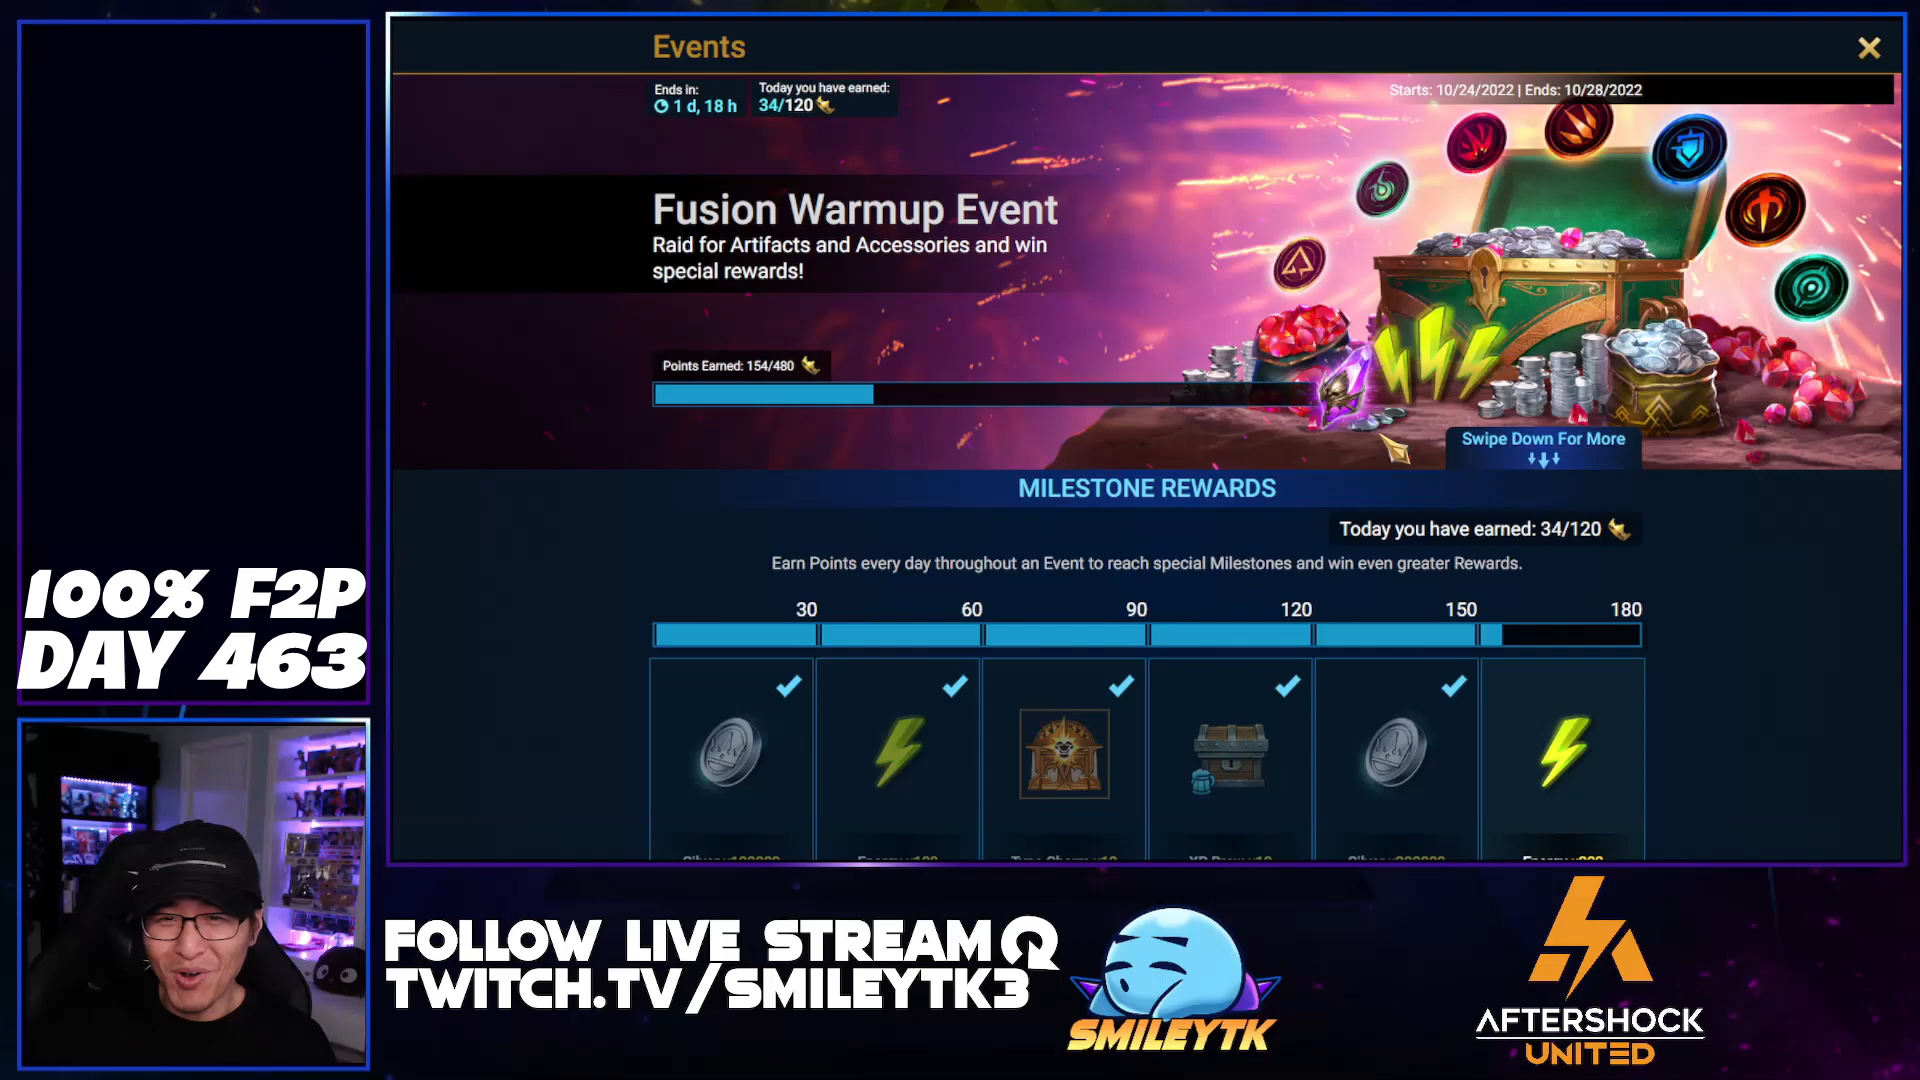 Events
Ends in:
1 d, 18 h
Today you have earned:
34/120
Starts: 10/24/2022 | Ends: 10/28/2022
Fusion Warmup Event
Raid for Artifacts and Accessories and win
special rewards!
Points Earned: 154/480
Swipe Down For More
MILESTONE REWARDS
Today you have earned: 34/120
Earn Points every day throughout an Event to reach special Milestones and win even greater Rewards.
30 60 90 120 150 180
100% F2P
DAY 463
FOLLOW LIVE STREAM
TWITCH.TV/SMILEYTK3
SMILEYTK
AFTERSHOCK
UNITED